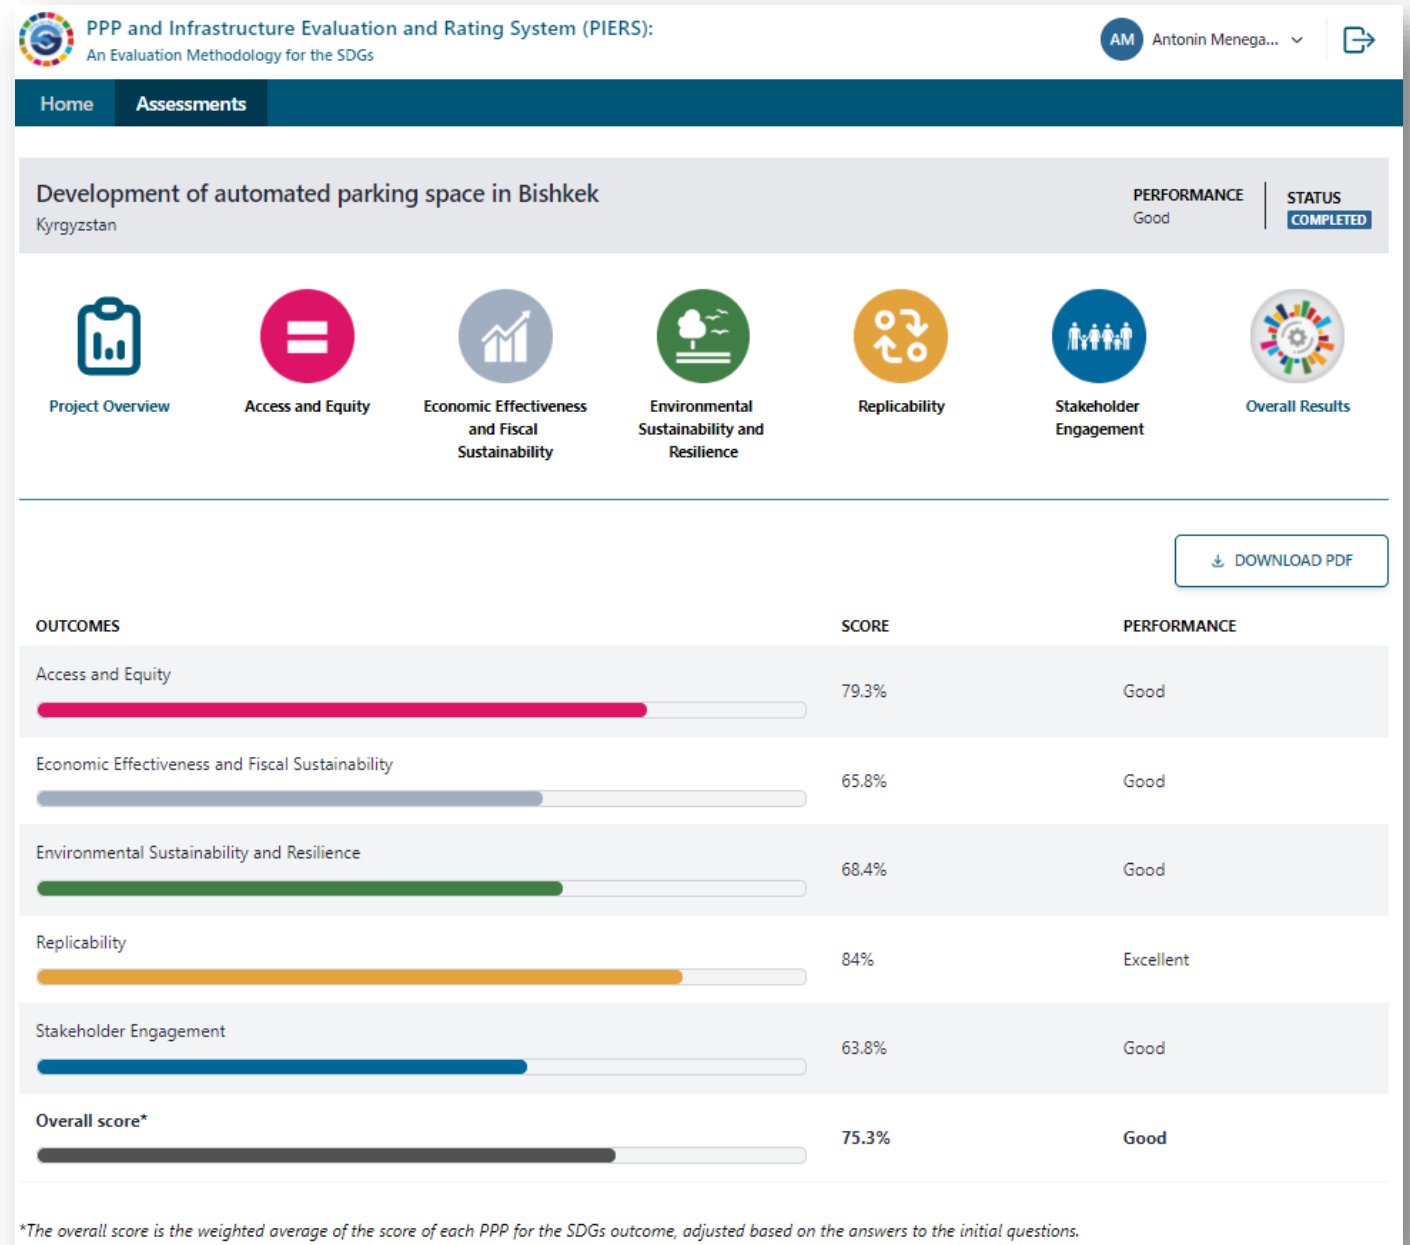 PPP and Infrastructure Evaluation and Rating System (PIERS):
An Evaluation Methodology for the SDGs
AM
Antonin Menega...
Home
Assessments
Development of automated parking space in Bishkek
Kyrgyzstan
PERFORMANCE
Good
STATUS
COMPLETED
Project Overview
Access and Equity
Economic Effectiveness
and Fiscal
Sustainability
Environmental
Sustainability and
Resilience
Replicability
Stakeholder
Engagement
Overall Results
DOWNLOAD PDF
OUTCOMES
SCORE
PERFORMANCE
Access and Equity
79.3%
Good
Economic Effectiveness and Fiscal Sustainability
65.8%
Good
Environmental Sustainability and Resilience
68.4%
Good
Replicability
84%
Excellent
Stakeholder Engagement
63.8%
Good
Overall score*
75.3%
Good
*The overall score is the weighted average of the score of each PPP for the SDGs outcome, adjusted based on the answers to the initial questions.